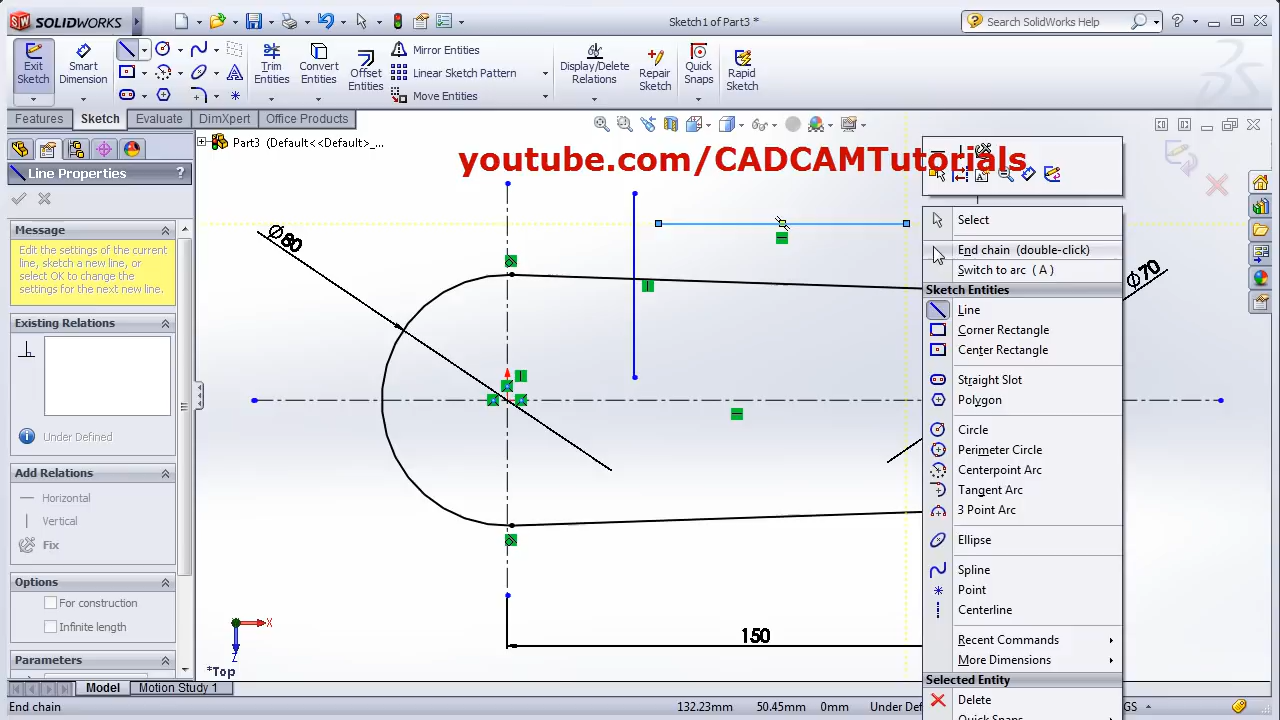 SOLIDWORKS
Sketch1 of Part3 *
Search SolidWorks Help
Exit Sketch
Smart Dimension
Trim Entities
Convert Entities
Offset Entities
Mirror Entities
Linear Sketch Pattern
Move Entities
Display/Delete Relations
Repair Sketch
Quick Snaps
Rapid Sketch
Features
Sketch
Evaluate
DimXpert
Office Products
Part3 (Default<<Default>_...
youtube.com/CADCAMTutorials
Line Properties
?
Message
Edit the settings of the current
line, sketch a new line, or
select OK to change the
settings for the next new line.
Existing Relations
Under Defined
Add Relations
Horizontal
Vertical
Fix
Options
For construction
Infinite length
Parameters
Ø80
Ø70
150
X
Z
*Top
Select
End chain (double-click)
Switch to arc (A)
Sketch Entities
Line
Corner Rectangle
Center Rectangle
Straight Slot
Polygon
Circle
Perimeter Circle
Centerpoint Arc
Tangent Arc
3 Point Arc
Ellipse
Spline
Point
Centerline
Recent Commands
More Dimensions
Selected Entity
Delete
Model
Motion Study 1
End chain
132.23mm
50.45mm
0mm
Under De
GS